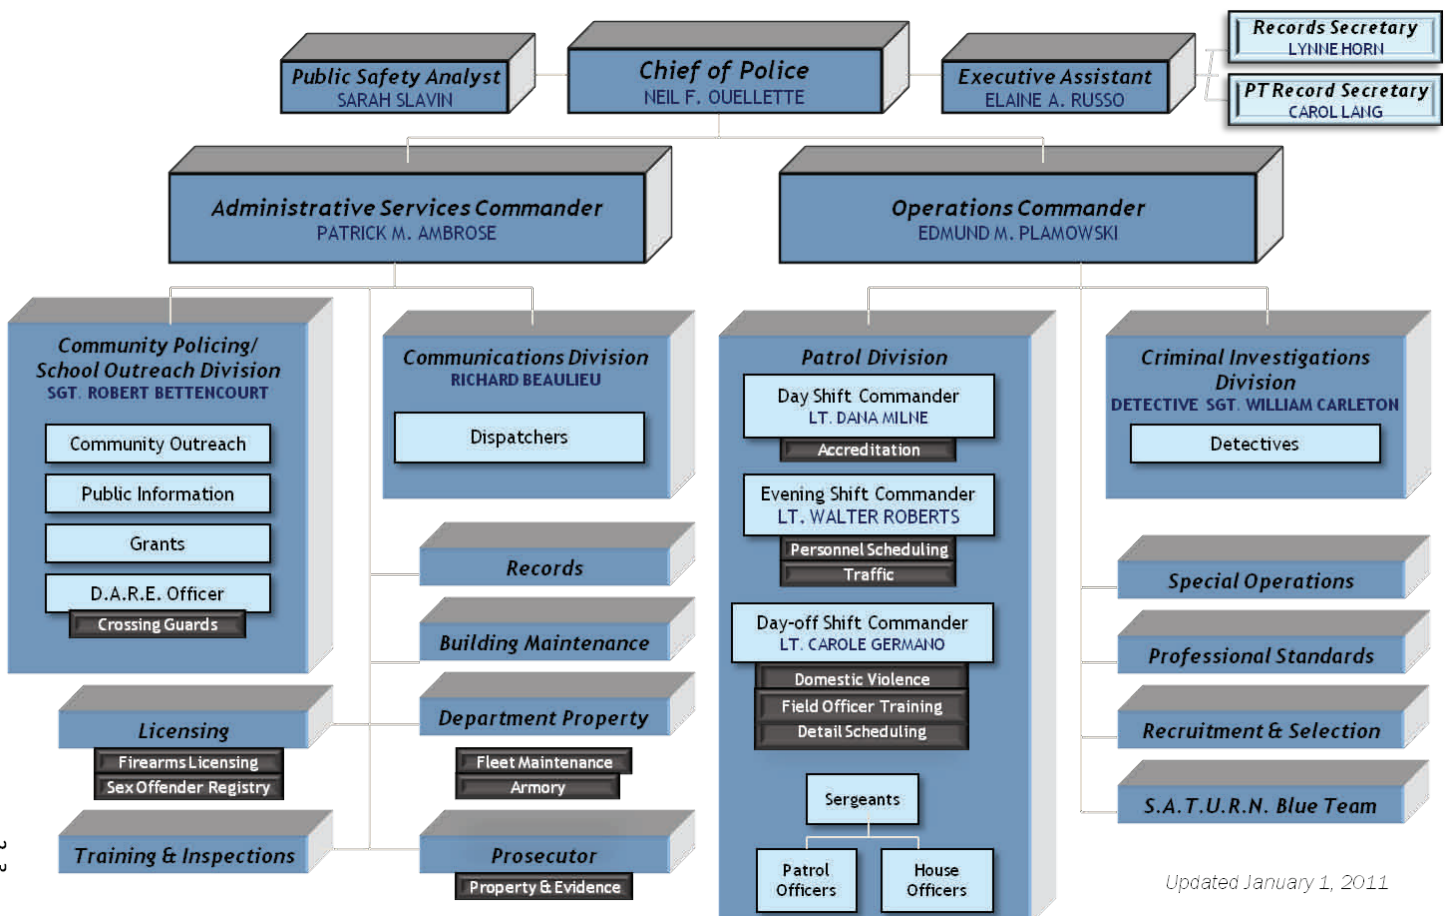 Records Secretary
LYNNE HORN
Public Safety Analyst
SARAH SLAVIN
Chief of Police
NEIL F. OUELLETTE
Executive Assistant
ELAINE A. RUSSO
PT Record Secretary
CAROL LANG
Administrative Services Commander
PATRICK M. AMBROSE
Operations Commander
EDMUND M. PLAMOWSKI
Community Policing/
School Outreach Division
SGT. ROBERT BETTENCOURT
Community Outreach
Public Information
Grants
D.A.R.E. Officer
Crossing Guards
Communications Division
RICHARD BEAULIEU
Dispatchers
Records
Building Maintenance
Department Property
Fleet Maintenance
Armory
Prosecutor
Property & Evidence
Licensing
Firearms Licensing
Sex Offender Registry
Training & Inspections
Patrol Division
Day Shift Commander
LT. DANA MILNE
Accreditation
Evening Shift Commander
LT. WALTER ROBERTS
Personnel Scheduling
Traffic
Day-off Shift Commander
LT. CAROLE GERMANO
Domestic Violence
Field Officer Training
Detail Scheduling
Sergeants
Patrol
Officers
House
Officers
Criminal Investigations
Division
DETECTIVE SGT. WILLIAM CARLETON
Detectives
Special Operations
Professional Standards
Recruitment & Selection
S.A.T.U.R.N. Blue Team
Updated January 1, 2011